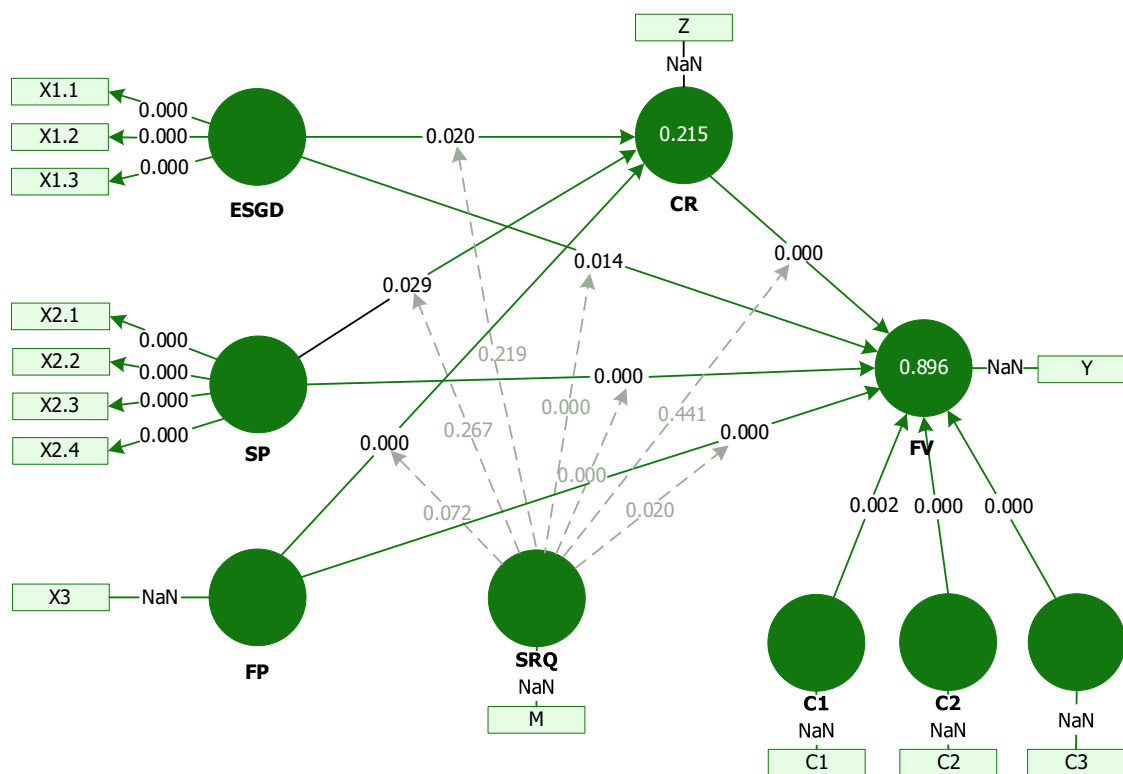 Z
NaN
X1.1
0.000
X1.2
0.000
X1.3
0.000
ESGD
0.020
0.215
CR
0.014
0.000
X2.1
0.000
X2.2
0.000
X2.3
0.000
X2.4
0.000
SP
0.029
0.219
0.000
0.000
0.896
NaN
Y
FV
0.267
0.000
0.441
0.000
0.000
0.072
0.020
X3
NaN
FP
SRQ
NaN
M
0.002
0.000
0.000
C1
C2
NaN
NaN
NaN
C1
C2
C3